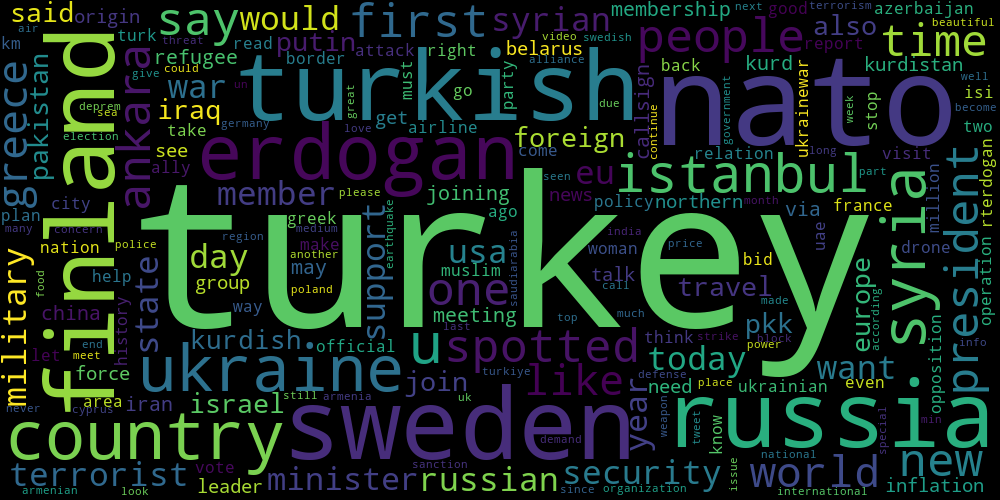 said
origin
say
would
first
syrian
membership
good
terrorism
next
azerbaijan
air
km
turk
threat
read
putin
attack
video
swedish
also
beautiful
refugee
border
right
belarus
alliance
people
report
time
could
give
war
turkish
must
go
party
back
kurd
kurdistan
nato
well
isi
become
greece
pakistan
finland
deprem
sea
ankara
un
iraq
great
due
callsign
continue
government
ukrainewar
week
stop
two
election
take
germany
get
airline
foreign
long
see
ally
love
erdogan
come
relation
visit
part
rterdogan
eu
istanbul
seen
president
member
please
joining
news
policy
northern
month
million
plan
city
ago
via
france
many
concern
greek
support
earthquake
turkey
syria
nation
police
region
medium
day
make
another
usa
saudiarabia
woman
india
price
uae
drone
operation
military
food
help
state
group
may
muslim
talk
call
bid
europe
according
way
poland
one
travel
made
china
history
meeting
top
much
pkk
opposition
let
end
kurdish
official
last
u
spotted
think
strike
block
power
info
meet
force
ukraine
turkiye
join
like
today
want
defense
never
area
iran
israel
still
armenia
uk
year
need
place
ukrainian
even
cyprus
weapon
tweet
know
russia
min
country
sweden
demand
special
national
terrorist
vote
minister
sanction
russian
security
issue
world
new
armenian
look
leader
since
organization
international
inflation